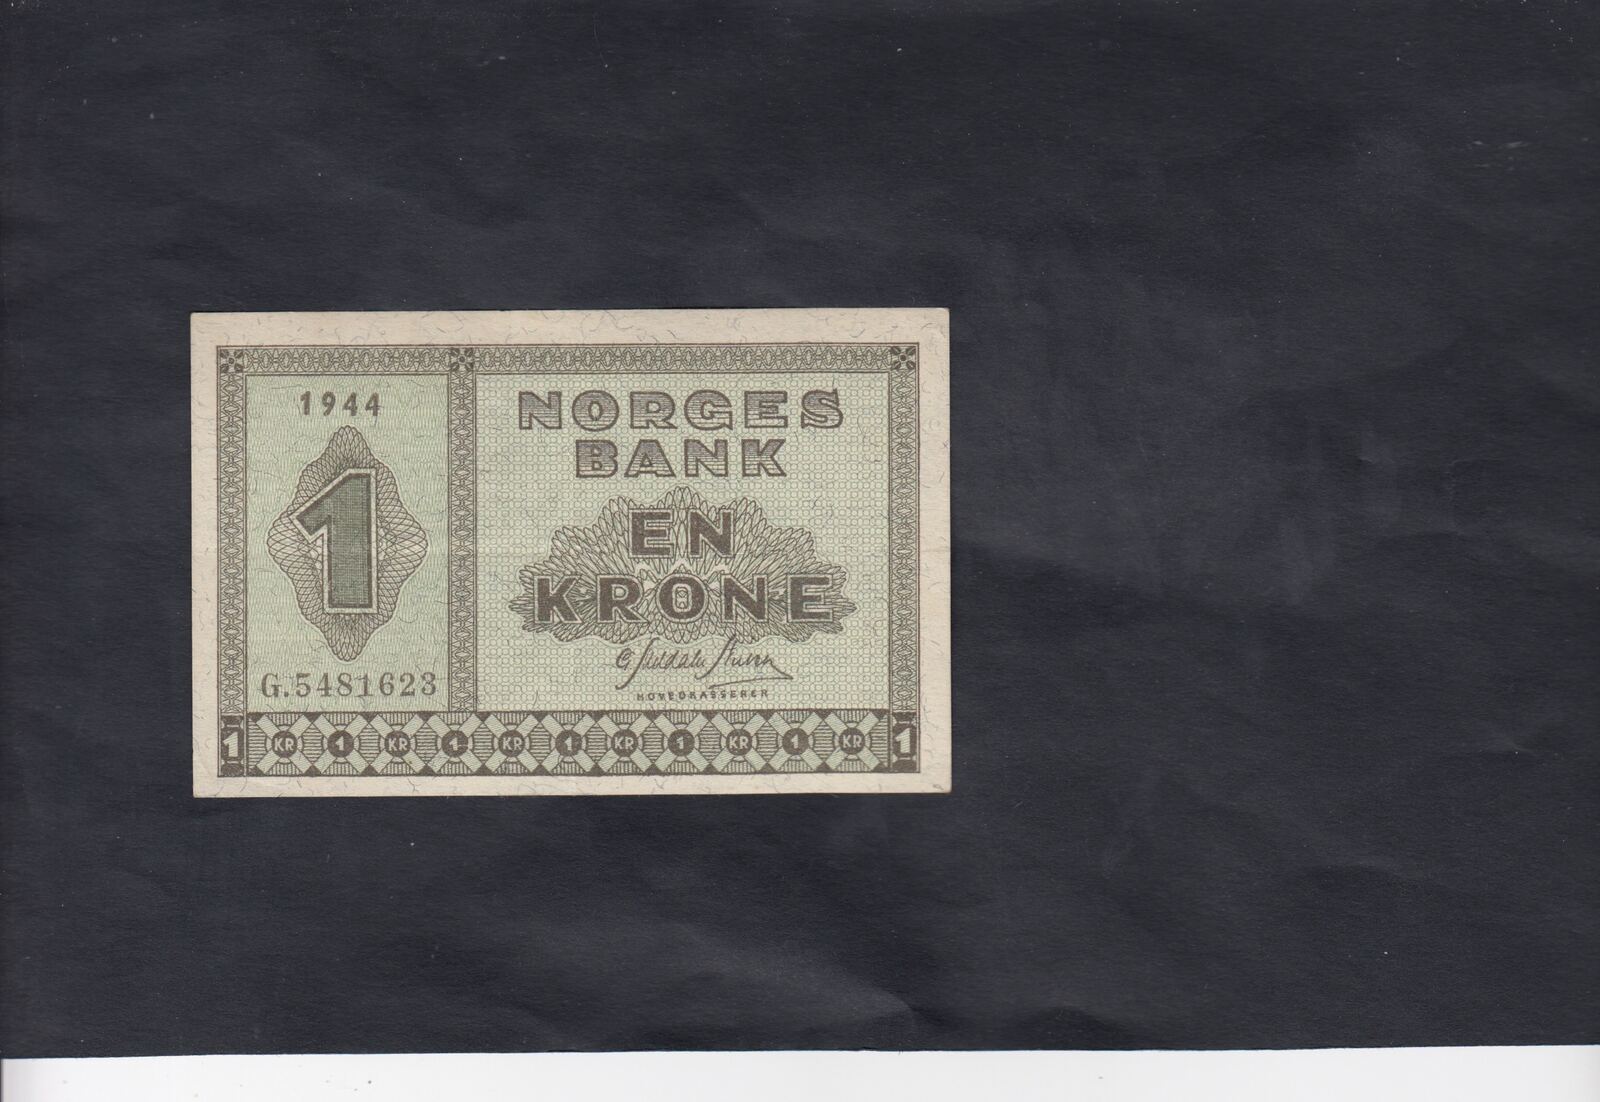 1944
NORGES
BANK
1
EN
KRONE
G.5481623
HOVEDKASSERER
1 KR 1 KR 1 KR 1 KR 1 KR 1 KR 1